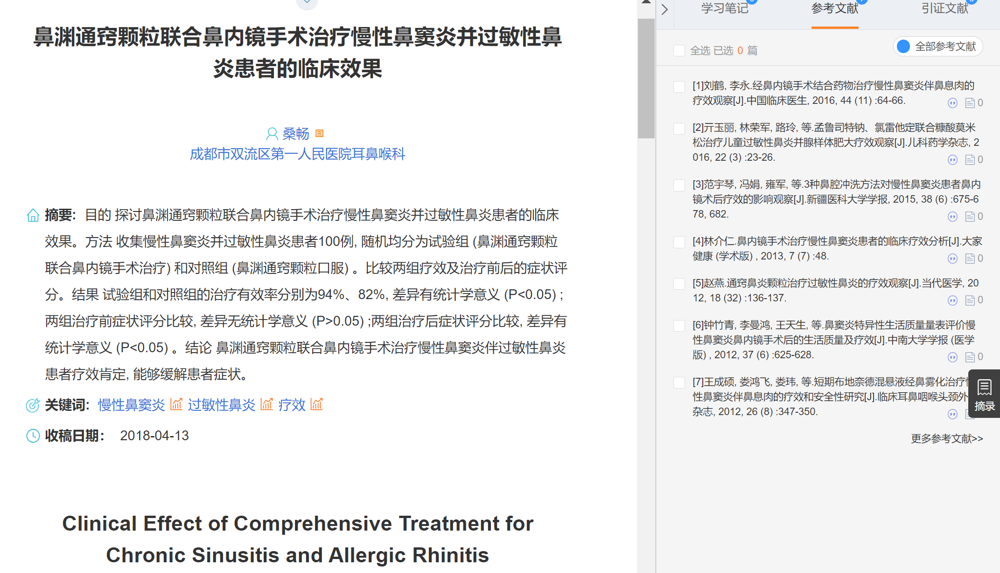 鼻渊通窍颗粒联合鼻内镜手术治疗慢性鼻窦炎并过敏性鼻
炎患者的临床效果
桑畅
成都市双流区第一人民医院耳鼻喉科
摘要: 目的 探讨鼻渊通窍颗粒联合鼻内镜手术治疗慢性鼻窦炎并过敏性鼻炎患者的临床
效果。方法 收集慢性鼻窦炎并过敏性鼻炎患者100例, 随机均分为试验组 (鼻渊通窍颗粒
联合鼻内镜手术治疗) 和对照组 (鼻渊通窍颗粒口服) 。比较两组疗效及治疗前后的症状评
分。结果 试验组和对照组的治疗有效率分别为94%、82%, 差异有统计学意义 (P<0.05) ;
两组治疗前症状评分比较, 差异无统计学意义 (P>0.05) ;两组治疗后症状评分比较, 差异有
统计学意义 (P<0.05) 。结论 鼻渊通窍颗粒联合鼻内镜手术治疗慢性鼻窦炎伴过敏性鼻炎
患者疗效肯定, 能够缓解患者症状。
关键词: 慢性鼻窦炎 过敏性鼻炎 疗效
收稿日期： 2018-04-13
Clinical Effect of Comprehensive Treatment for
Chronic Sinusitis and Allergic Rhinitis
学习笔记 参考文献 引证文献
全选 已选 0 篇 全部参考文献
[1]刘鹤, 李永.经鼻内镜手术结合药物治疗慢性鼻窦炎伴鼻息肉的
疗效观察[J].中国临床医生, 2016, 44 (11) :64-66.
0
[2]亓玉丽, 林荣军, 路玲, 等.孟鲁司特钠、氯雷他定联合糠酸莫米
松治疗儿童过敏性鼻炎并腺样体肥大疗效观察[J].儿科药学杂志, 2
016, 22 (3) :23-26.
0
[3]范宇琴, 冯娟, 雍军, 等.3种鼻腔冲洗方法对慢性鼻窦炎患者鼻内
镜术后疗效的影响观察[J].新疆医科大学学报, 2015, 38 (6) :675-6
78, 682.
0
[4]林介仁.鼻内镜手术治疗慢性鼻窦炎患者的临床疗效分析[J].大家
健康 (学术版) , 2013, 7 (7) :48.
0
[5]赵燕.通窍鼻炎颗粒治疗过敏性鼻炎的疗效观察[J].当代医学, 20
12, 18 (32) :136-137.
0
[6]钟竹青, 李曼鸿, 王天生, 等.鼻窦炎特异性生活质量量表评价慢
性鼻窦炎鼻内镜手术后的生活质量及疗效[J].中南大学学报 (医学
版) , 2012, 37 (6) :625-628.
0
[7]王成硕, 娄鸿飞, 娄玮, 等.短期布地奈德混悬液经鼻雾化治疗
性鼻窦炎伴鼻息肉的疗效和安全性研究[J].临床耳鼻咽喉头颈外
杂志, 2012, 26 (8) :347-350.
摘录
更多参考文献>>